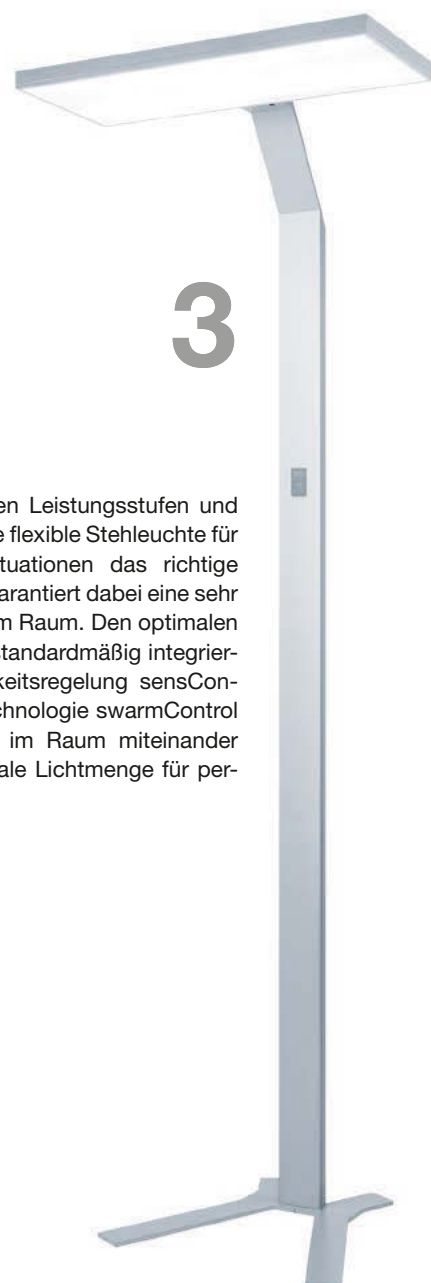 3
en Leistungsstufen und
e flexible Stehleuchte für
tuationen das richtige
arantiert dabei eine sehr
m Raum. Den optimalen
standardmäßig integrier-
keitsregelung sensCon-
chnologie swarmControl
im Raum miteinander
ale Lichtmenge für per-